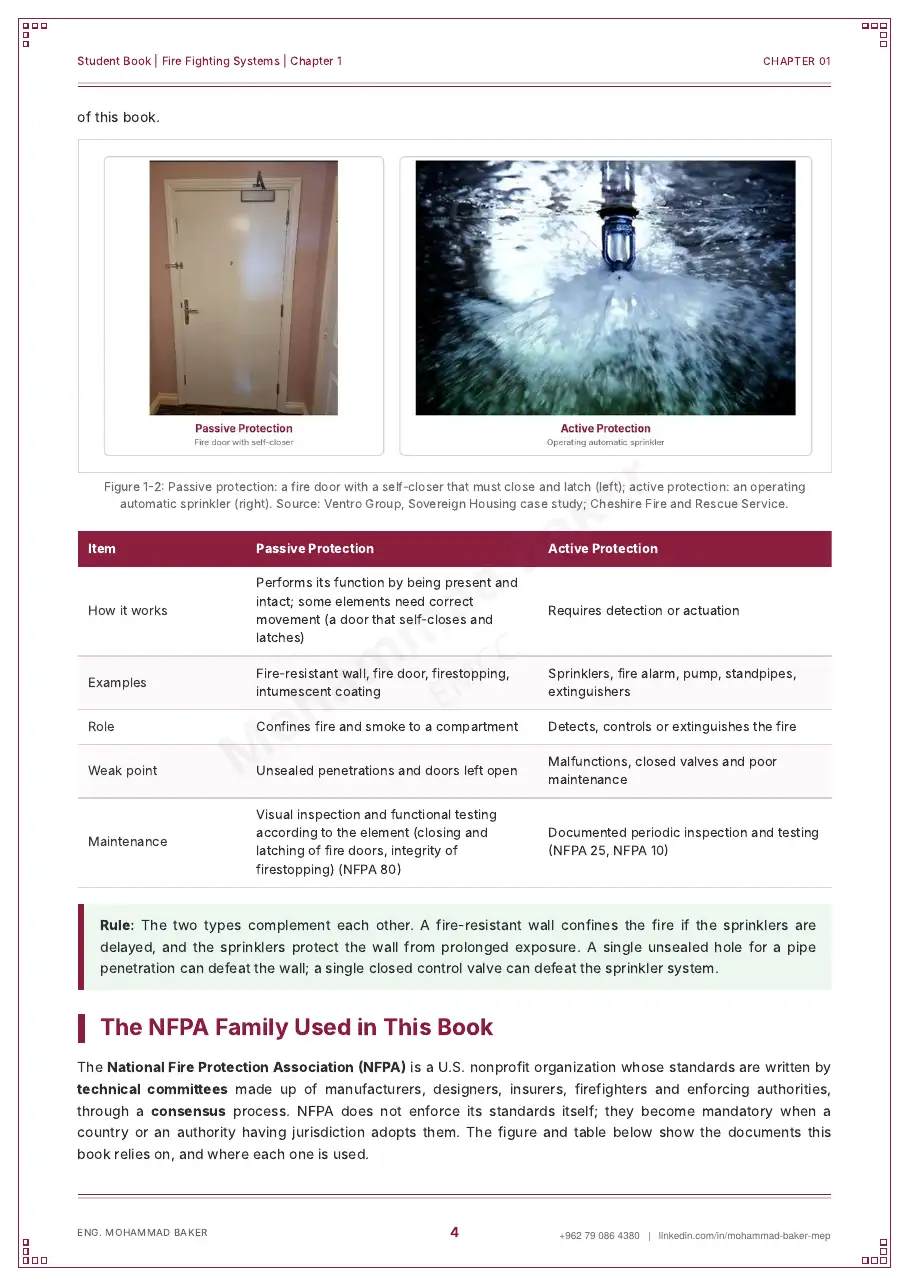 Student Book | Fire Fighting Systems | Chapter 1
CHAPTER 01
of this book.
Passive Protection
Fire door with self-closer
Active Protection
Operating automatic sprinkler
Figure 1-2: Passive protection: a fire door with a self-closer that must close and latch (left); active protection: an operating
automatic sprinkler (right). Source: Ventro Group, Sovereign Housing case study; Cheshire Fire and Rescue Service.
Item
Passive Protection
Active Protection
How it works
Performs its function by being present and
intact; some elements need correct
movement (a door that self-closes and
latches)
Requires detection or actuation
Examples
Fire-resistant wall, fire door, firestopping,
intumescent coating
Sprinklers, fire alarm, pump, standpipes,
extinguishers
Role
Confines fire and smoke to a compartment
Detects, controls or extinguishes the fire
Weak point
Unsealed penetrations and doors left open
Malfunctions, closed valves and poor
maintenance
Maintenance
Visual inspection and functional testing
according to the element (closing and
latching of fire doors, integrity of
firestopping) (NFPA 80)
Documented periodic inspection and testing
(NFPA 25, NFPA 10)
Rule: The two types complement each other. A fire-resistant wall confines the fire if the sprinklers are
delayed, and the sprinklers protect the wall from prolonged exposure. A single unsealed hole for a pipe
penetration can defeat the wall; a single closed control valve can defeat the sprinkler system.
The NFPA Family Used in This Book
The National Fire Protection Association (NFPA) is a U.S. nonprofit organization whose standards are written by
technical committees made up of manufacturers, designers, insurers, firefighters and enforcing authorities,
through a consensus process. NFPA does not enforce its standards itself; they become mandatory when a
country or an authority having jurisdiction adopts them. The figure and table below show the documents this
book relies on, and where each one is used.
ENG. MOHAMMAD BAKER
4
+962 79 086 4380 | linkedin.com/in/mohammad-baker-mep